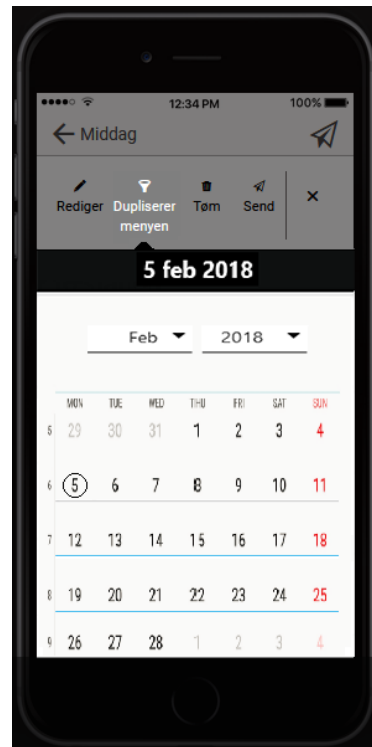 12:34 PM 100%
Middag
Rediger Dupliserer menyen Tøm Send ×
5 feb 2018
Feb 2018
MON TUE WED THU FRI SAT SUN
5 29 30 31 1 2 3 4
6 5 6 7 8 9 10 11
7 12 13 14 15 16 17 18
8 19 20 21 22 23 24 25
9 26 27 28 1 2 3 4